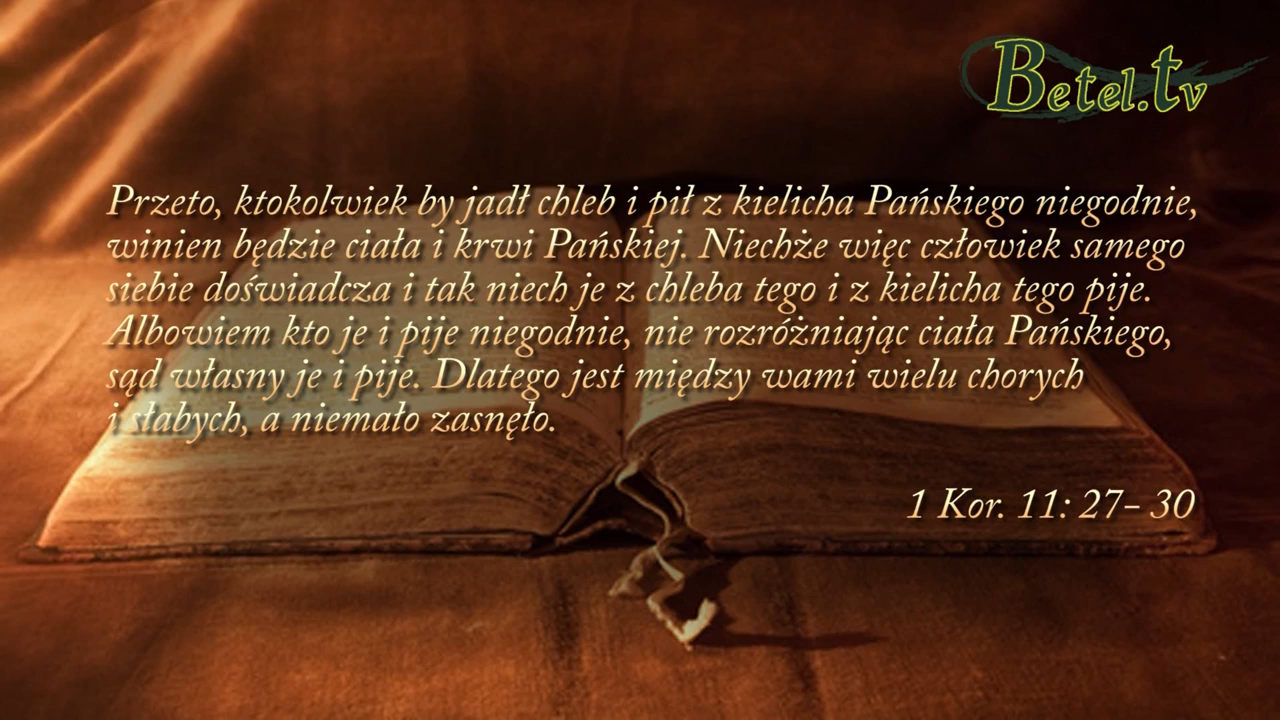 Betel.tv
Przeto, ktokolwiek by jadł chleb i pił z kielicha Pańskiego niegodnie,
winien będzie ciała i krwi Pańskiej. Niechże więc człowiek samego
siebie doświadcza i tak niech je z chleba tego i z kielicha tego pije.
Albowiem kto je i pije niegodnie, nie rozróżniając ciała Pańskiego,
sąd własny je i pije. Dlatego jest między wami wielu chorych
i słabych, a niemało zasnęło.
1 Kor. 11: 27- 30